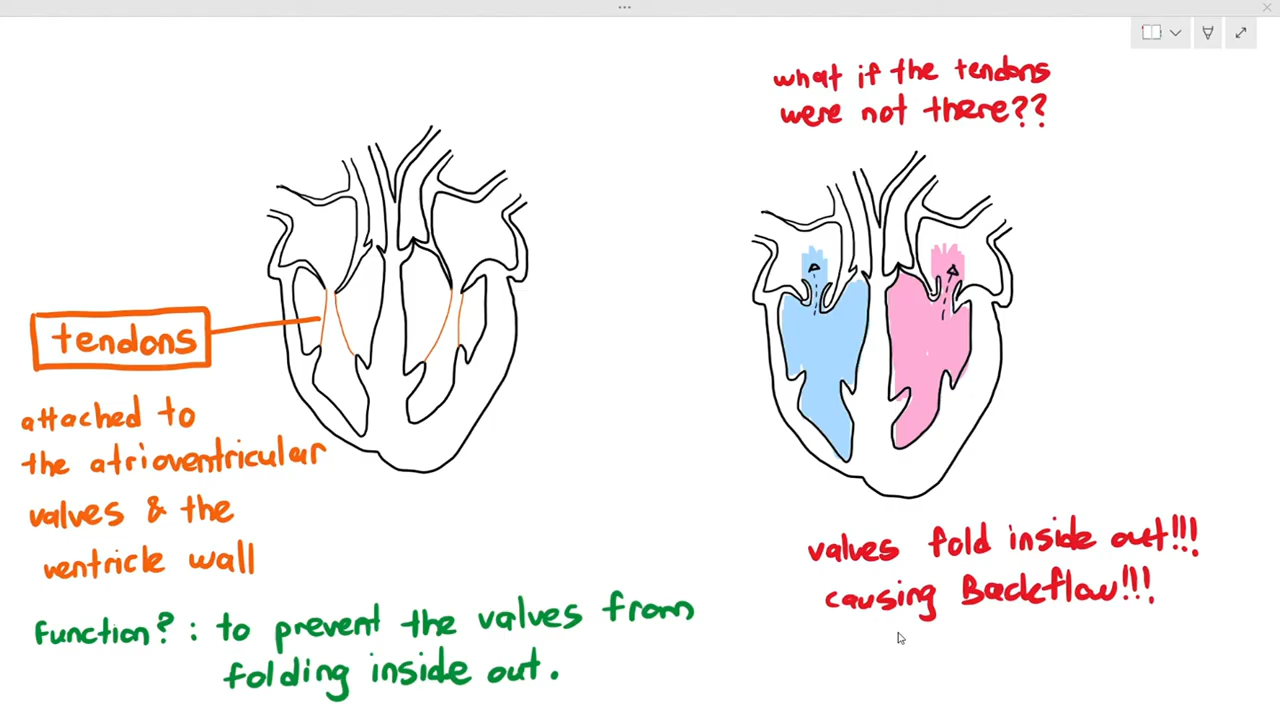 what if the tendons
were not there??
tendons
attached to
the atrioventricular
valves & the
ventricle wall
Function? : to prevent the valves from
folding inside out.
valves fold inside out!!!
causing Backflow!!!